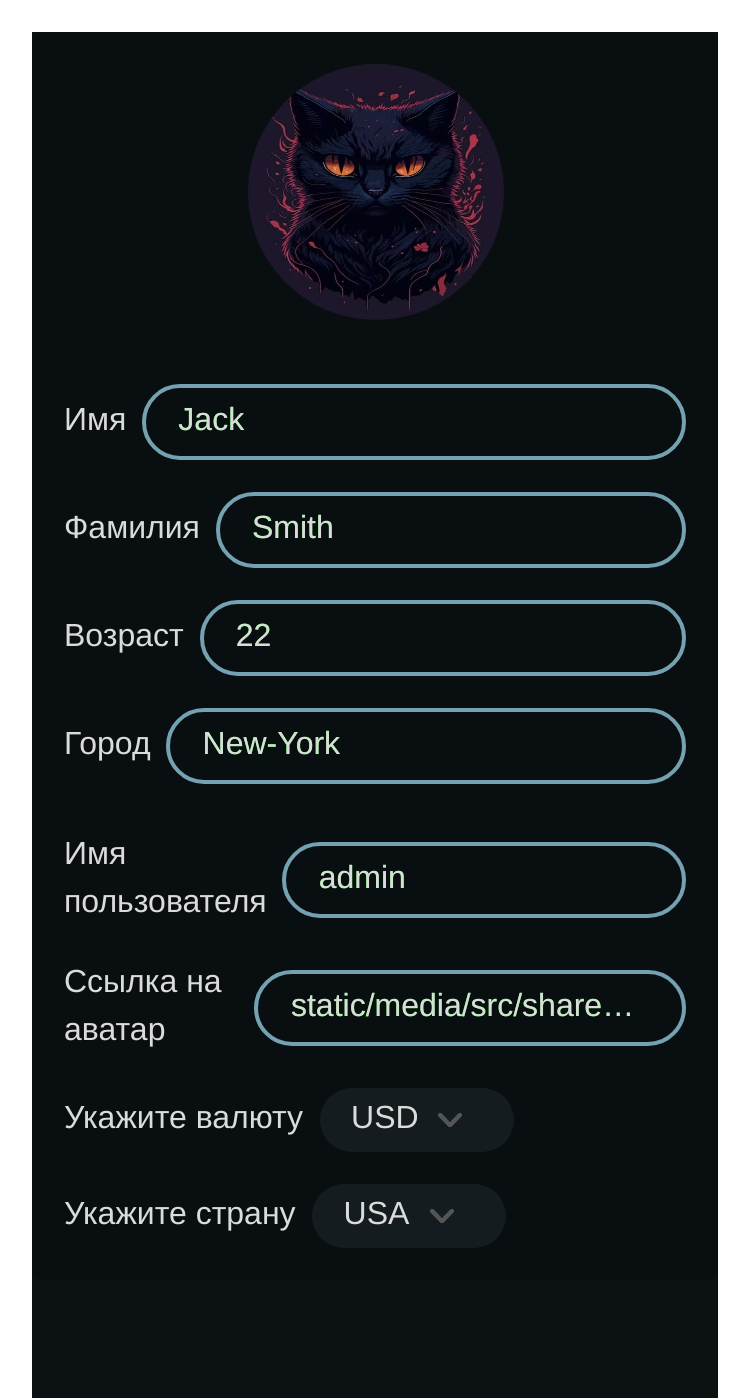 Имя Jack
Фамилия Smith
Возраст 22
Город New-York
Имя
пользователя admin
Ссылка на
аватар static/media/src/share…
Укажите валюту USD
Укажите страну USA